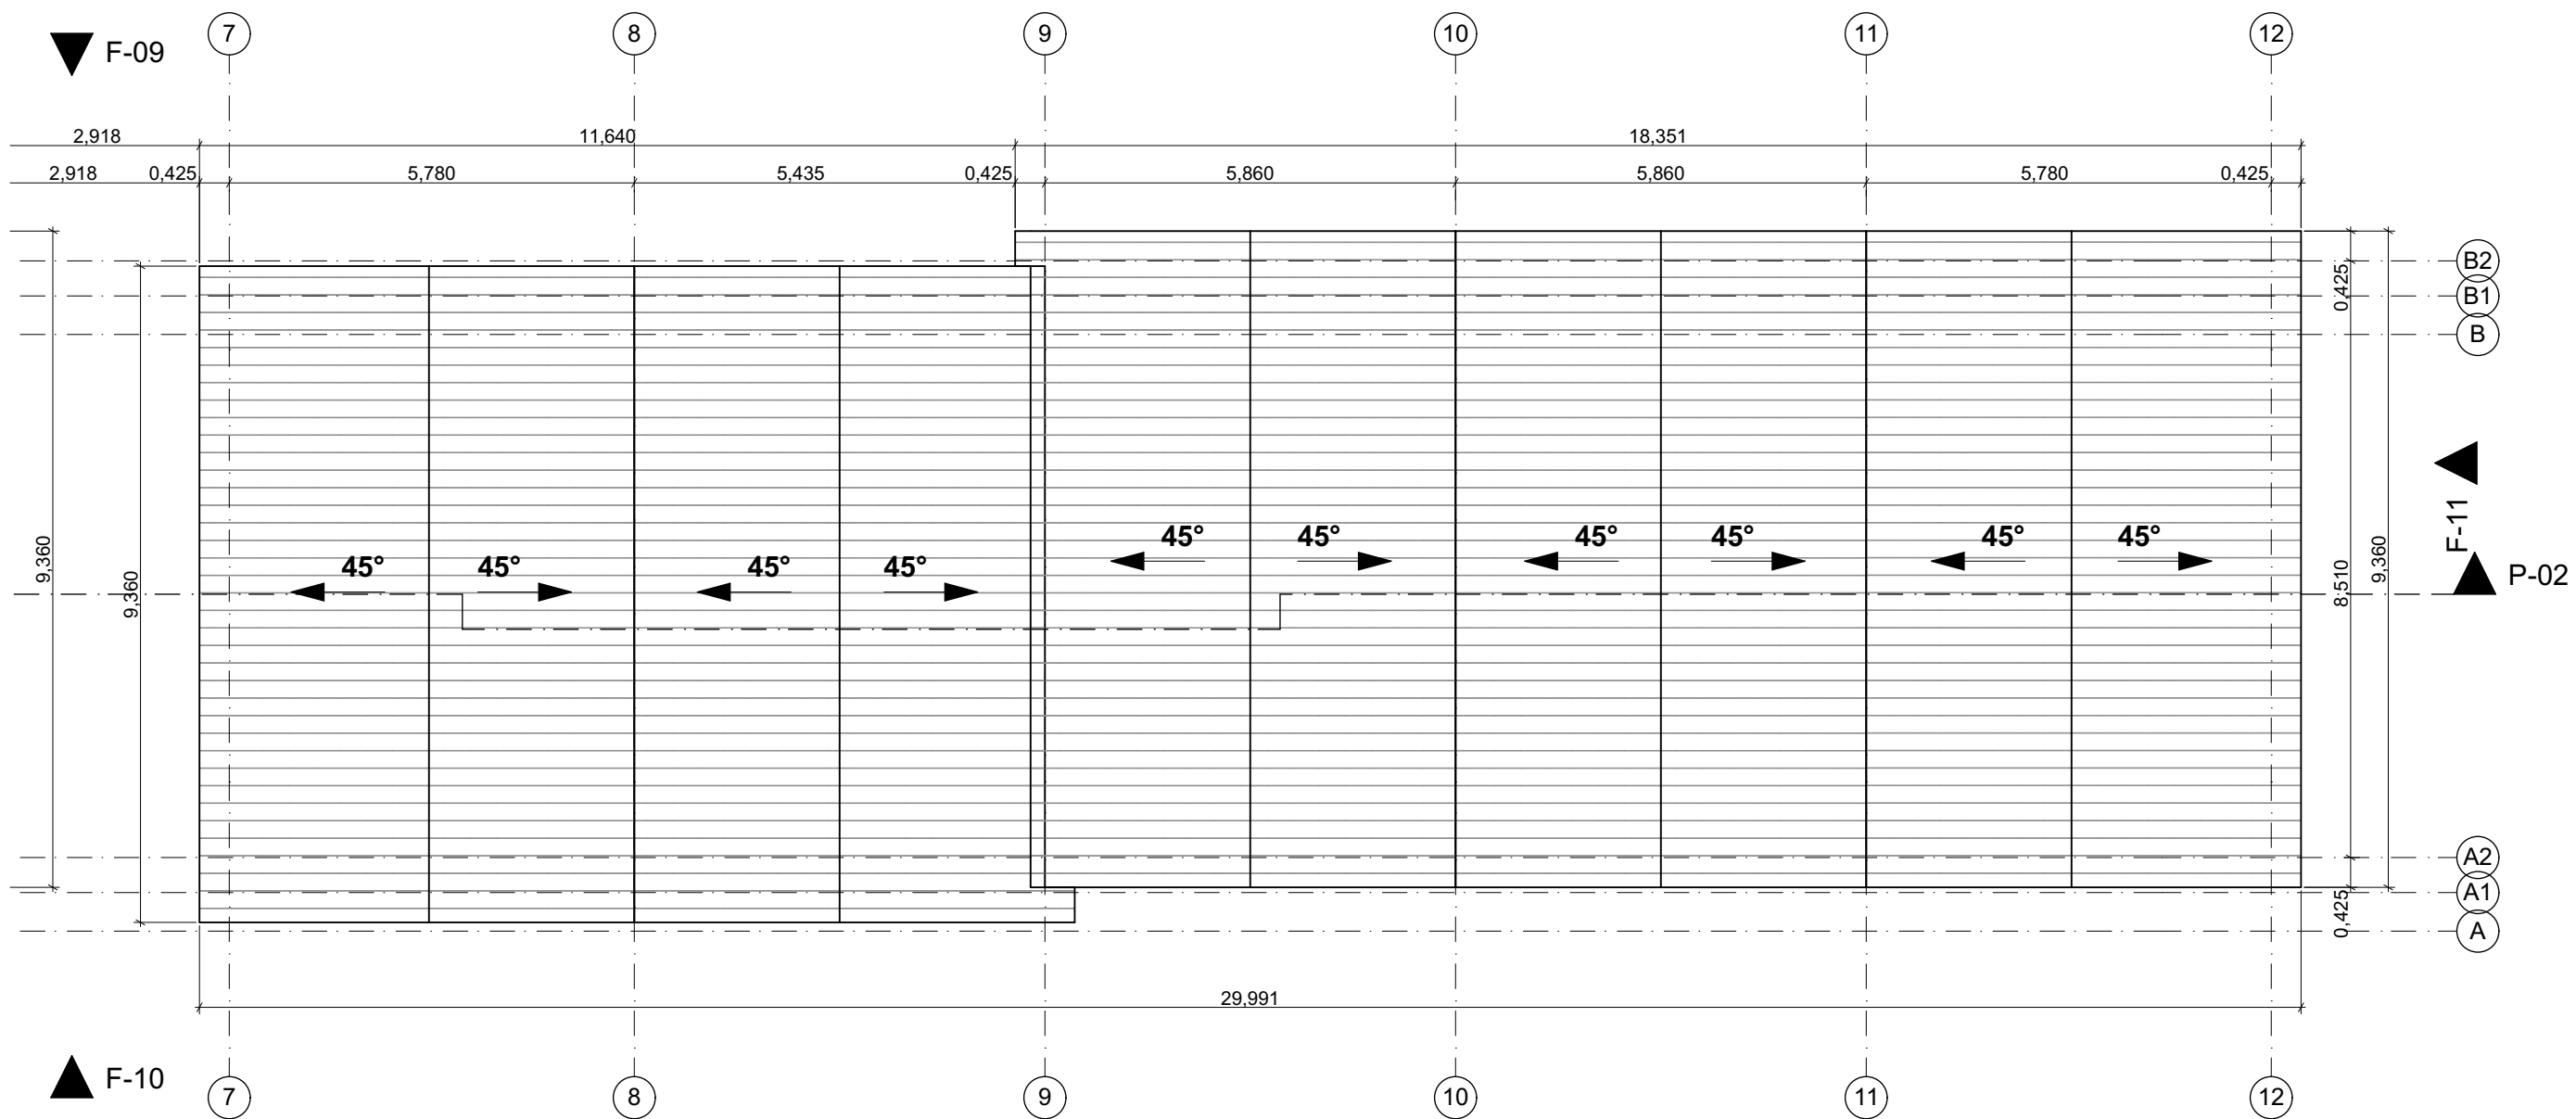 7 8 9 10 11 12
F-09
2,918 11,640 18,351
2,918 0,425 5,780 5,435 0,425 5,860 5,860 5,780 0,425
B2
0,425
B1
B
F-11
45° 45° 45° 45° 45° 45°
45° 45° 45° 45°
9,360
9,360
8,510
9,360
P-02
A2
A1
0,425
A
29,991
F-10
7 8 9 10 11 12